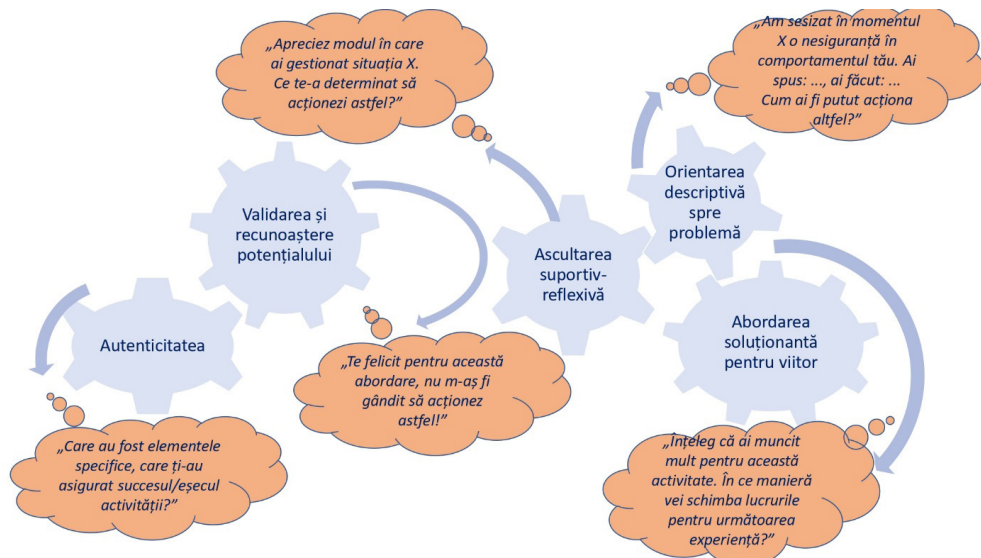 „Apreciez modul în care
ai gestionat situația X.
Ce te-a determinat să
acționezi astfel?”
„Am sesizat în momentul
X o nesiguranță în
comportamentul tău. Ai
spus: ..., ai făcut: ...
Cum ai fi putut acționa
altfel?”
Validarea și
recunoaștere
potențialului
Orientarea
descriptivă
spre
problemă
Ascultarea
suportiv-
reflexivă
Autenticitatea
Abordarea
soluționantă
pentru viitor
„Te felicit pentru această
abordare, nu m-aș fi
gândit să acționez
astfel!”
„Care au fost elementele
specifice, care ți-au
asigurat succesul/eșecul
activității?”
„Înțeleg că ai muncit
mult pentru această
activitate. În ce manieră
vei schimba lucrurile
pentru următoarea
experiență?”